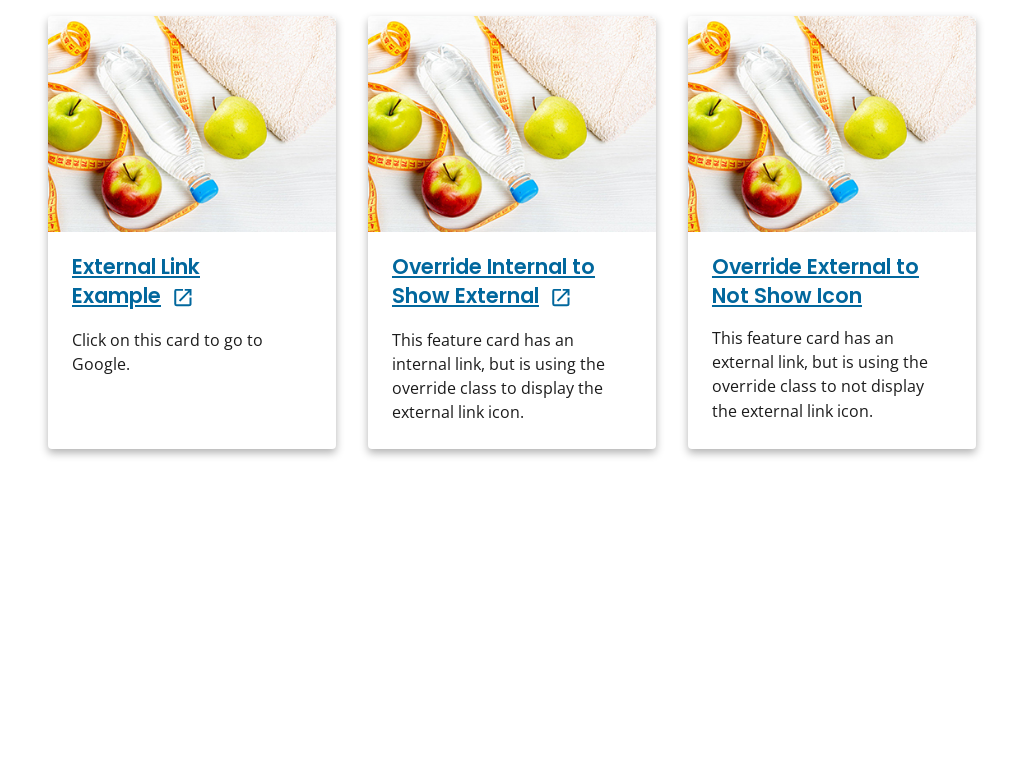 External Link
Example
Click on this card to go to
Google.
Override Internal to
Show External
This feature card has an
internal link, but is using the
override class to display the
external link icon.
Override External to
Not Show Icon
This feature card has an
external link, but is using the
override class to not display
the external link icon.